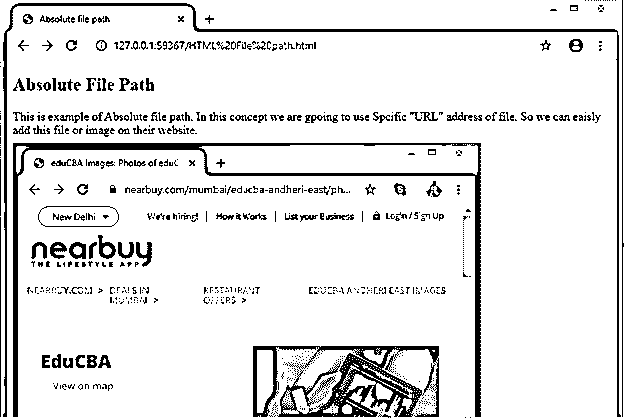 Absolute file path
127.0.0.1:59367/HTML%20File%20path.html
Absolute File Path
This is example of Absolute file path. In this concept we are gpoing to use Spcific "URL" address of file. So we can eaisly
add this file or image on their website.
eduCBA Images: Photos of eduC
nearbuy.com/mumbai/educba-andheri-east/ph...
New Delhi
We're hiring! | How it Works | List your Business | Login / Sign Up
nearbuy
THE LIFESTYLE APP
NEARBUY.COM > DEALS IN MUMBAI > RESTAURANT OFFERS > EDUCBA ANDHERI EAST IMAGES
EduCBA
View on map